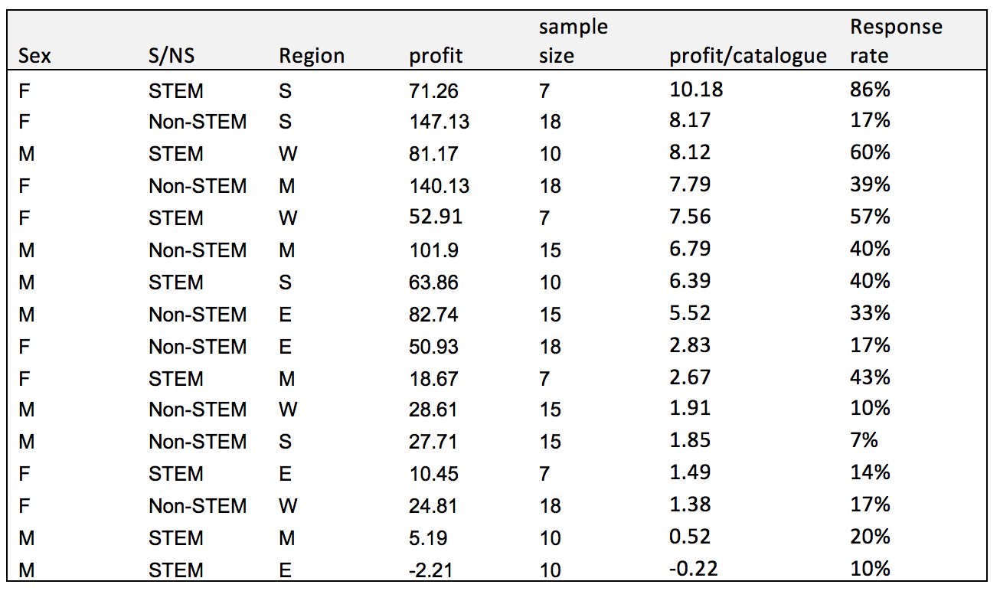 sample Response
Sex S/NS Region profit size profit/catalogue rate
F STEM S 71.26 7 10.18 86%
F Non-STEM S 147.13 18 8.17 17%
M STEM W 81.17 10 8.12 60%
F Non-STEM M 140.13 18 7.79 39%
F STEM W 52.91 7 7.56 57%
M Non-STEM M 101.9 15 6.79 40%
M STEM S 63.86 10 6.39 40%
M Non-STEM E 82.74 15 5.52 33%
F Non-STEM E 50.93 18 2.83 17%
F STEM M 18.67 7 2.67 43%
M Non-STEM W 28.61 15 1.91 10%
M Non-STEM S 27.71 15 1.85 7%
F STEM E 10.45 7 1.49 14%
F Non-STEM W 24.81 18 1.38 17%
M STEM M 5.19 10 0.52 20%
M STEM E -2.21 10 -0.22 10%